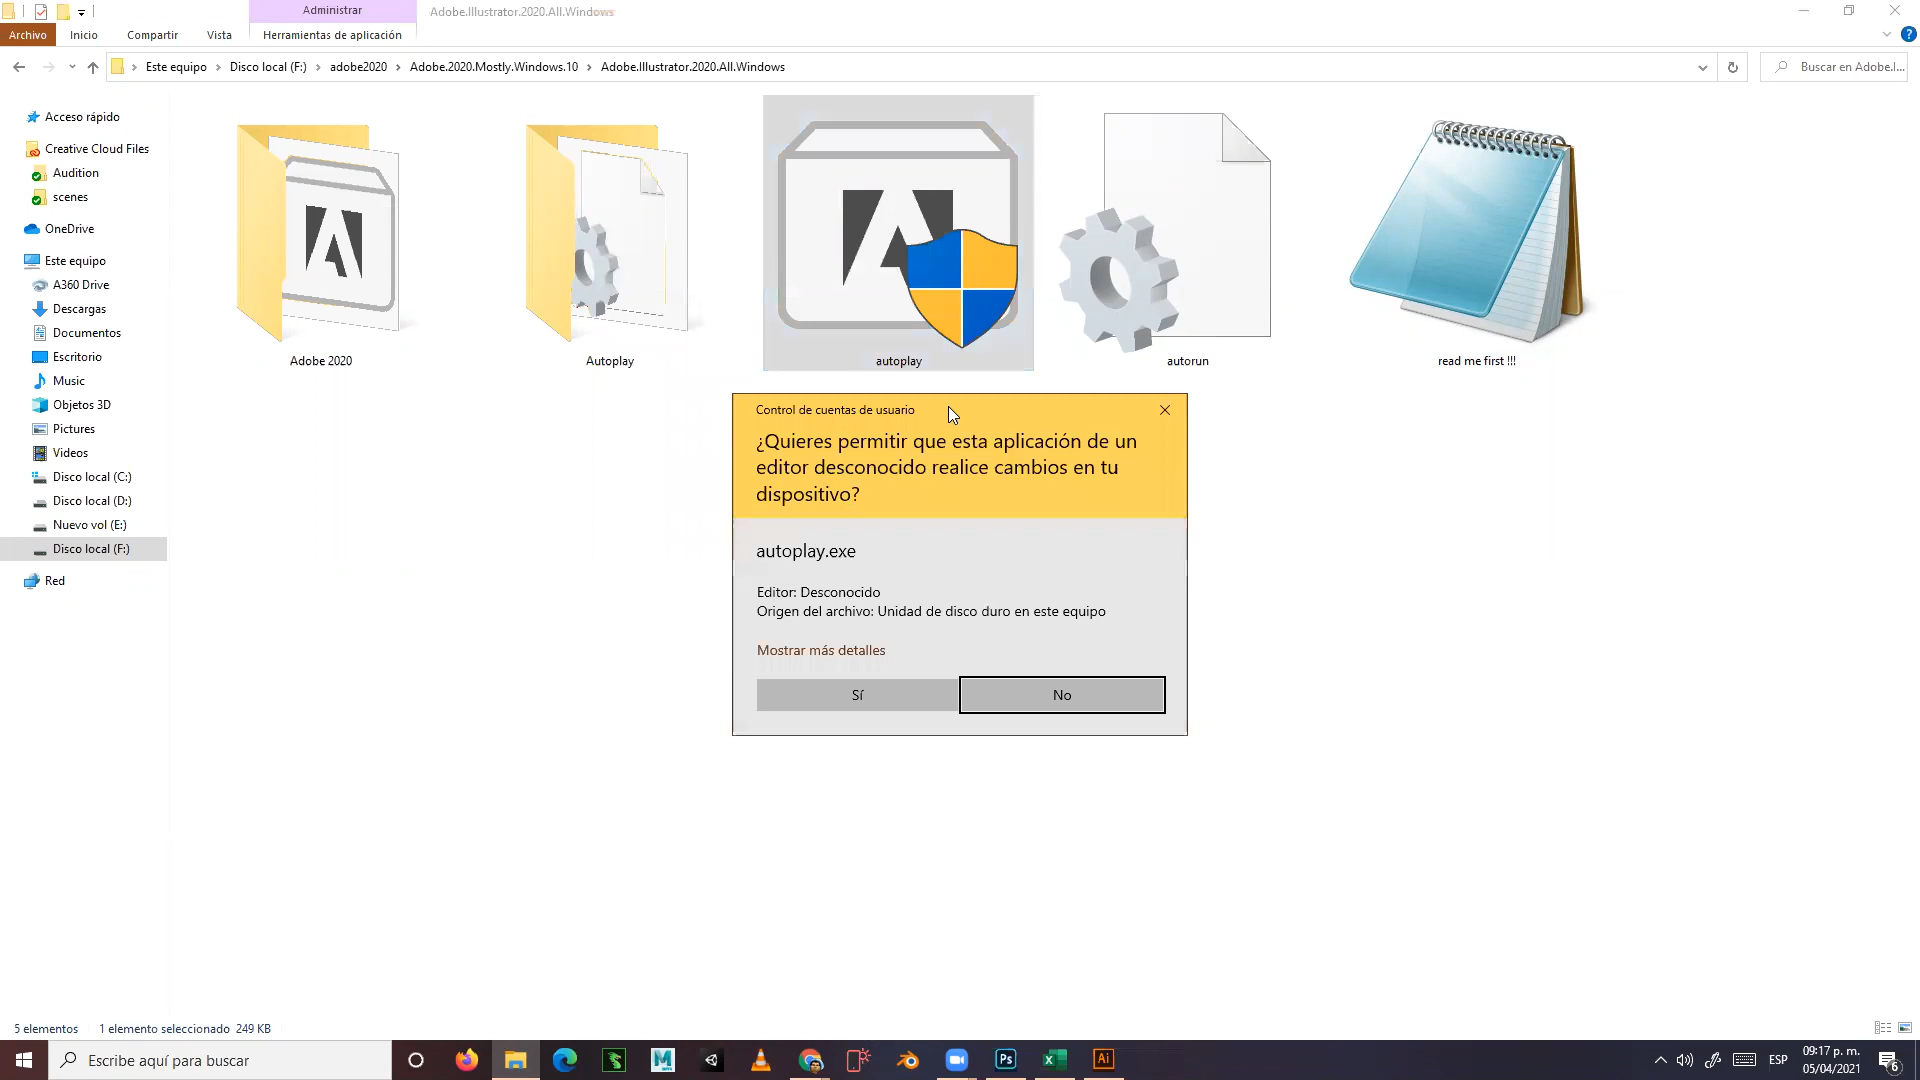 Administrar
Adobe.Illustrator.2020.All.Windows
Archivo
Inicio
Compartir
Vista
Herramientas de aplicación
Este equipo
Disco local (F:)
adobe2020
Adobe.2020.Mostly.Windows.10
Adobe.Illustrator.2020.All.Windows
Buscar en Adobe.I...
Acceso rápido
Creative Cloud Files
Audition
scenes
OneDrive
Este equipo
A360 Drive
Descargas
Documentos
Escritorio
Music
Objetos 3D
Pictures
Videos
Disco local (C:)
Disco local (D:)
Nuevo vol (E:)
Disco local (F:)
Red
Adobe 2020
Autoplay
autoplay
autorun
read me first !!!
Control de cuentas de usuario
¿Quieres permitir que esta aplicación de un
editor desconocido realice cambios en tu
dispositivo?
autoplay.exe
Editor: Desconocido
Origen del archivo: Unidad de disco duro en este equipo
Mostrar más detalles
Sí
No
5 elementos
1 elemento seleccionado 249 KB
Escribe aquí para buscar
Ps
Ai
ESP
09:17 p. m.
05/04/2021
6